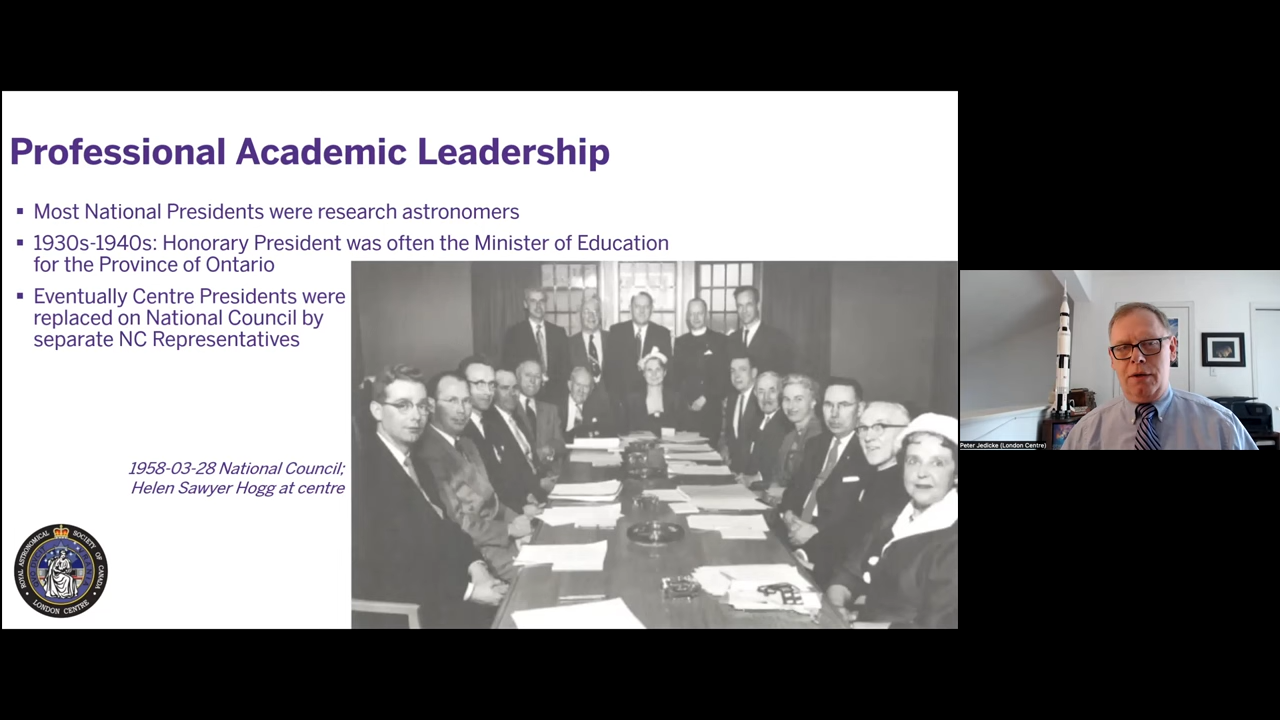 Professional Academic Leadership
▪ Most National Presidents were research astronomers
▪ 1930s-1940s: Honorary President was often the Minister of Education
for the Province of Ontario
▪ Eventually Centre Presidents were
replaced on National Council by
separate NC Representatives
1958-03-28 National Council;
Helen Sawyer Hogg at centre
ROYAL ASTRONOMICAL SOCIETY OF CANADA
LONDON CENTRE
Peter Jedicke (London Centre)